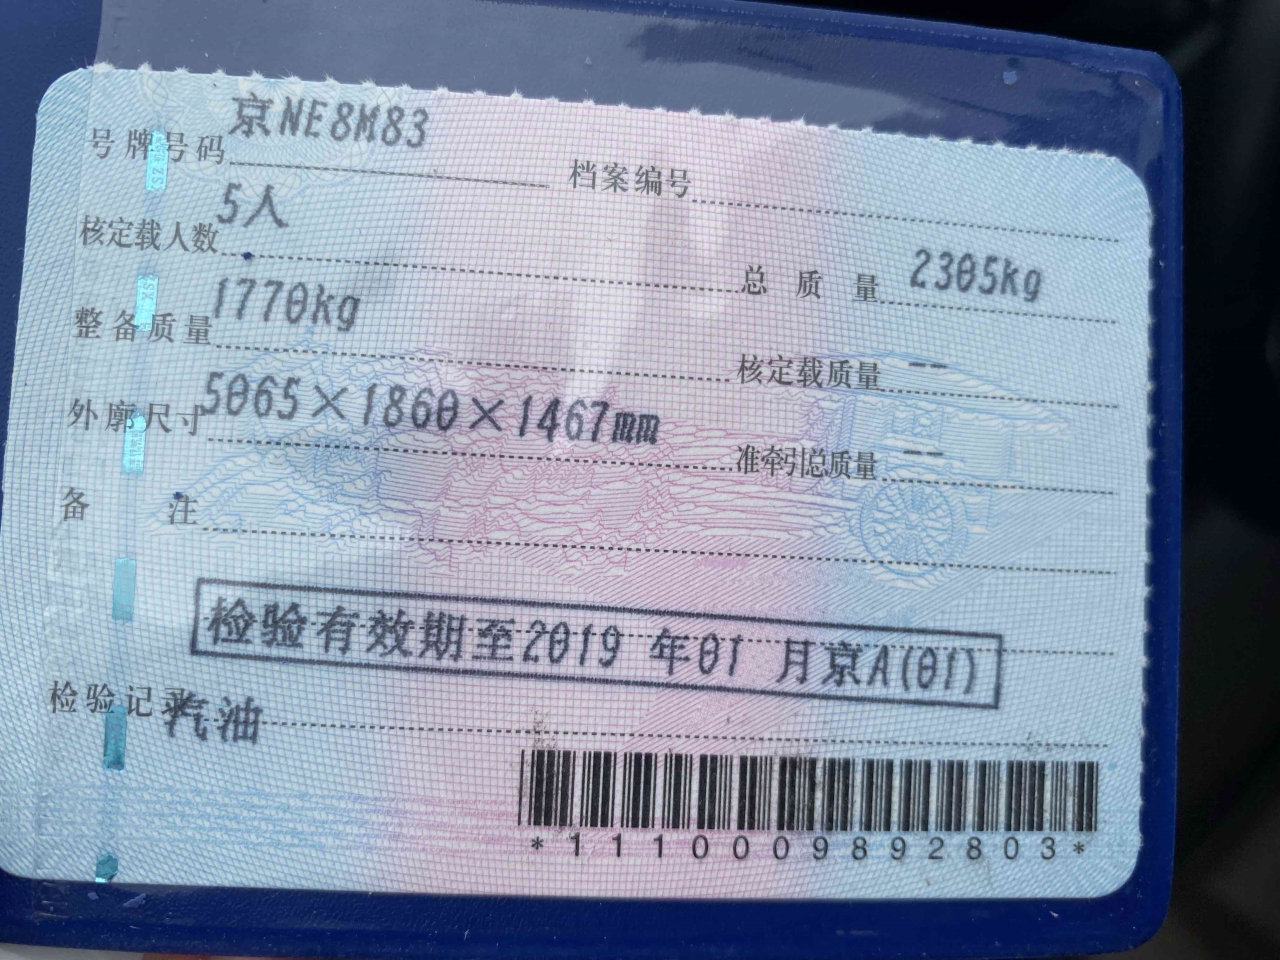 号牌号码 京NE8M83 档案编号
核定载人数 5人 总质量 2305kg
整备质量 1770kg 核定载质量 --
外廓尺寸 5065×1860×1467mm 准牵引总质量 --
备注
检验有效期至2019 年01 月京A(01)
检验记录 汽油
*1110009892803*